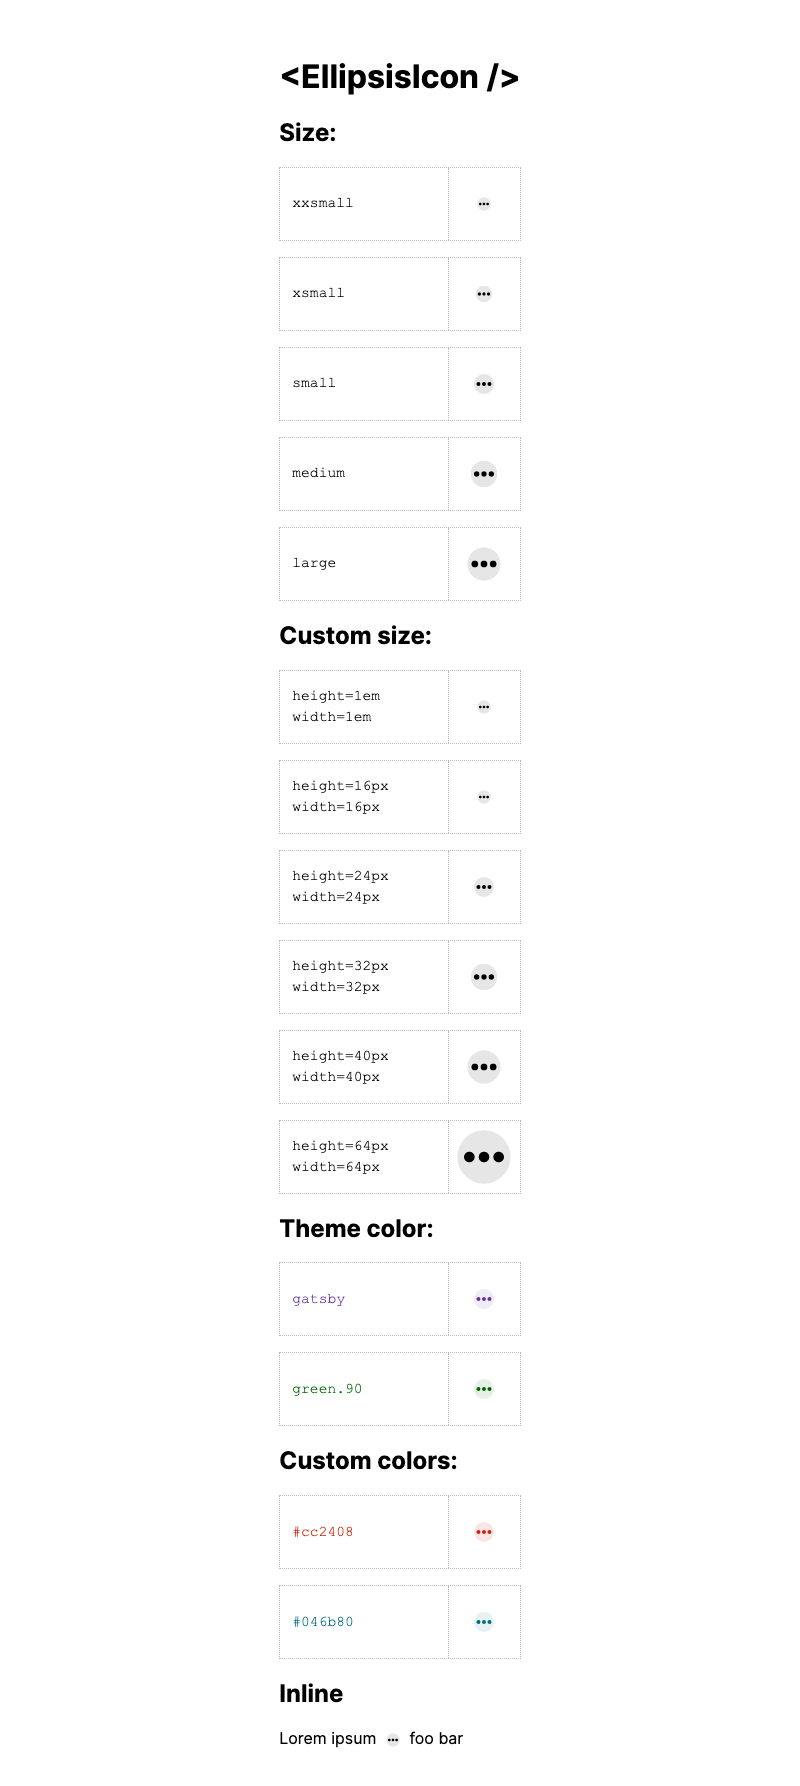 <EllipsisIcon />
Size:
xxsmall
xsmall
small
medium
large
Custom size:
height=1em
width=1em
height=16px
width=16px
height=24px
width=24px
height=32px
width=32px
height=40px
width=40px
height=64px
width=64px
Theme color:
gatsby
green.90
Custom colors:
#cc2408
#046b80
Inline
Lorem ipsum foo bar